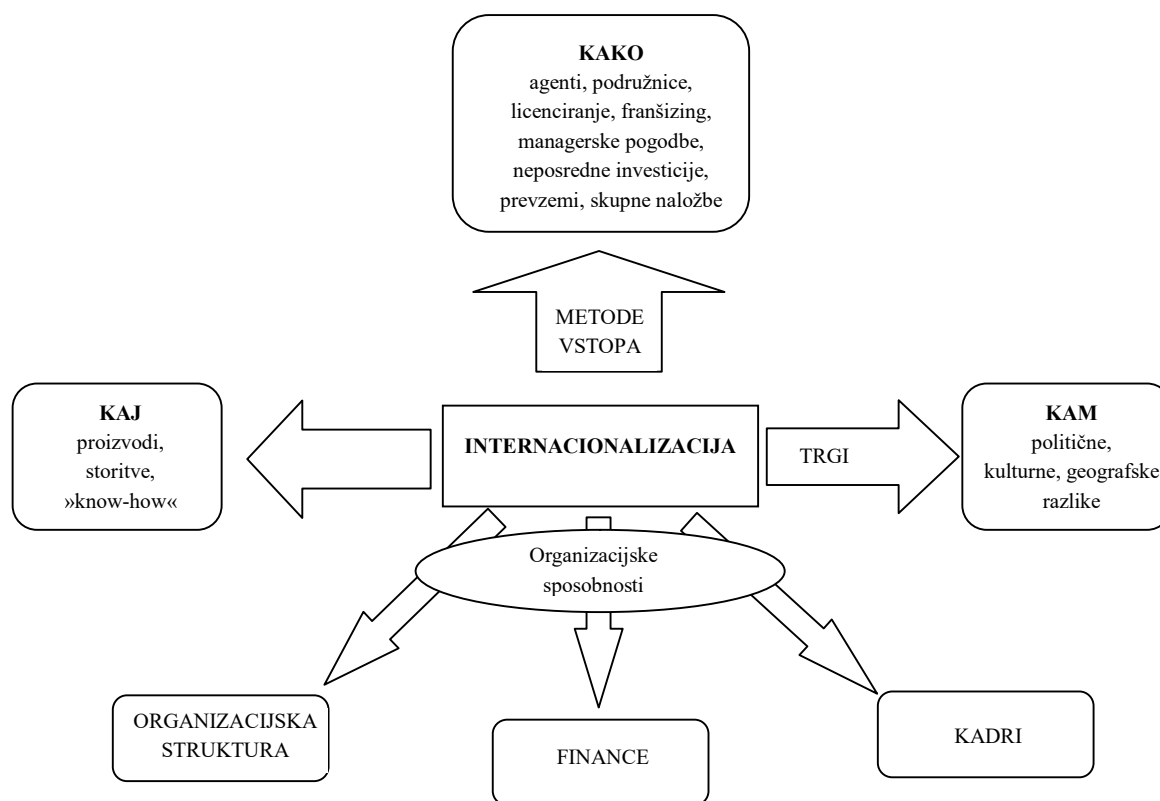 KAKO
agenti, podružnice,
licenciranje, franšizing,
managerske pogodbe,
neposredne investicije,
prevzemi, skupne naložbe
METODE
VSTOPA
KAJ
proizvodi,
storitve,
»know-how«
INTERNACIONALIZACIJA
TRGI
KAM
politične,
kulturne, geografske
razlike
Organizacijske
sposobnosti
ORGANIZACIJSKA
STRUKTURA
FINANCE
KADRI